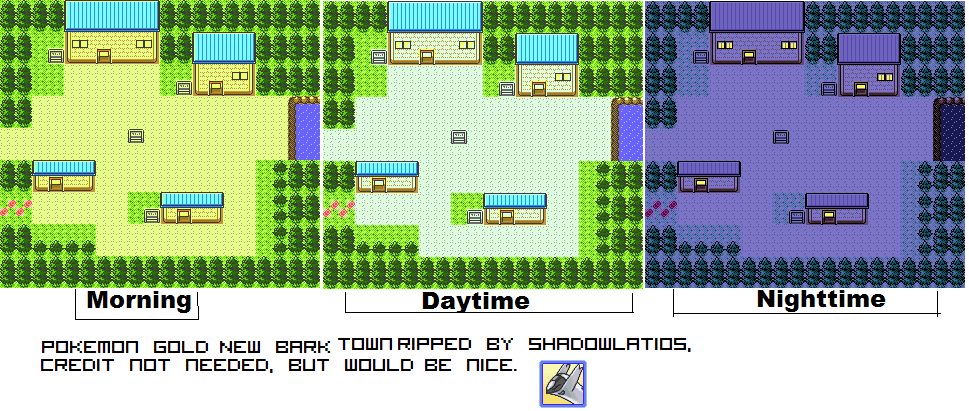 Morning
Daytime
Nighttime
POKEMON GOLD NEW BARK TOWN RIPPED BY SHADOWLATIOS,
CREDIT NOT NEEDED, BUT WOULD BE NICE.